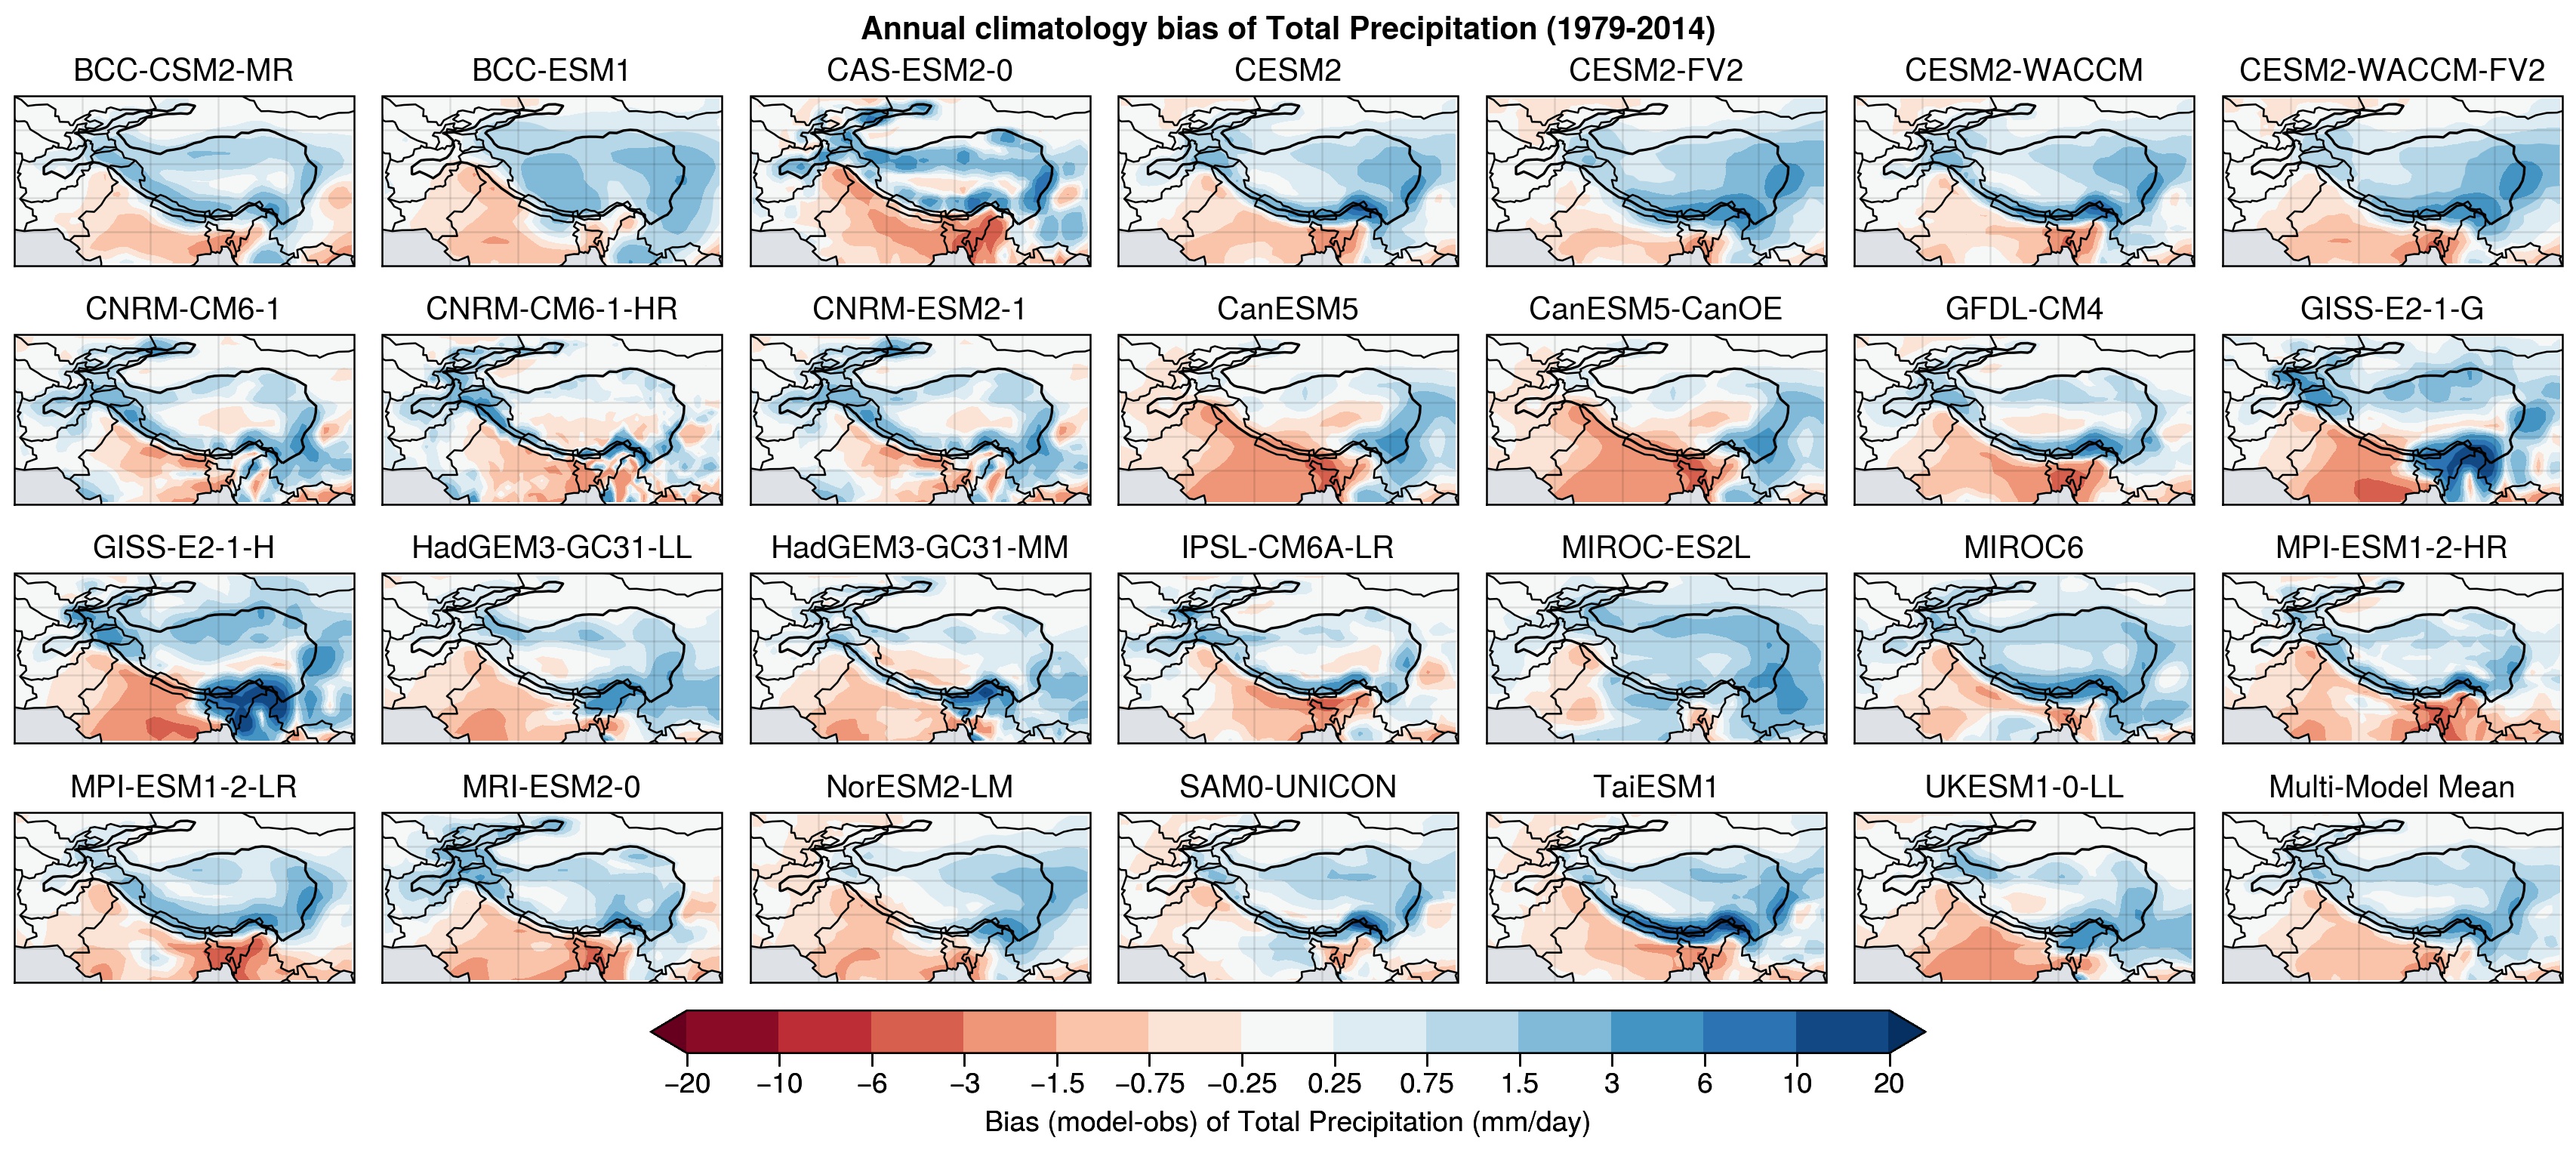 Annual climatology bias of Total Precipitation (1979-2014)
BCC-CSM2-MR BCC-ESM1 CAS-ESM2-0 CESM2 CESM2-FV2 CESM2-WACCM CESM2-WACCM-FV2
CNRM-CM6-1 CNRM-CM6-1-HR CNRM-ESM2-1 CanESM5 CanESM5-CanOE GFDL-CM4 GISS-E2-1-G
GISS-E2-1-H HadGEM3-GC31-LL HadGEM3-GC31-MM IPSL-CM6A-LR MIROC-ES2L MIROC6 MPI-ESM1-2-HR
MPI-ESM1-2-LR MRI-ESM2-0 NorESM2-LM SAM0-UNICON TaiESM1 UKESM1-0-LL Multi-Model Mean
−20 −10 −6 −3 −1.5 −0.75 −0.25 0.25 0.75 1.5 3 6 10 20
Bias (model-obs) of Total Precipitation (mm/day)